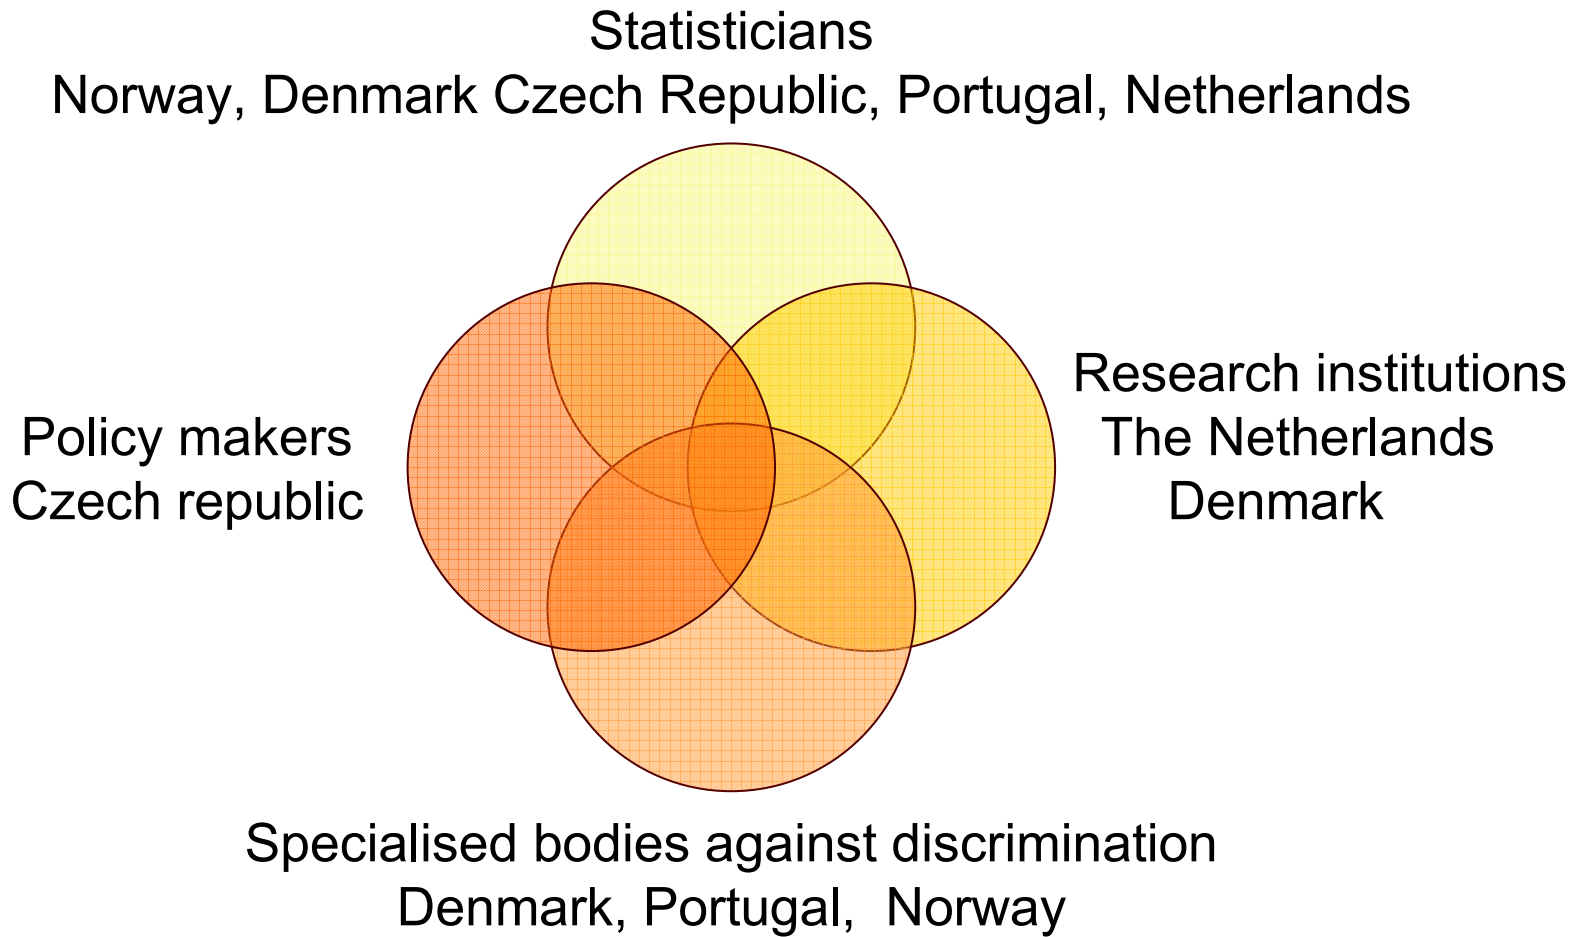 Statisticians
Norway, Denmark Czech Republic, Portugal, Netherlands
Research institutions
The Netherlands
Denmark
Policy makers
Czech republic
Specialised bodies against discrimination
Denmark, Portugal,  Norway